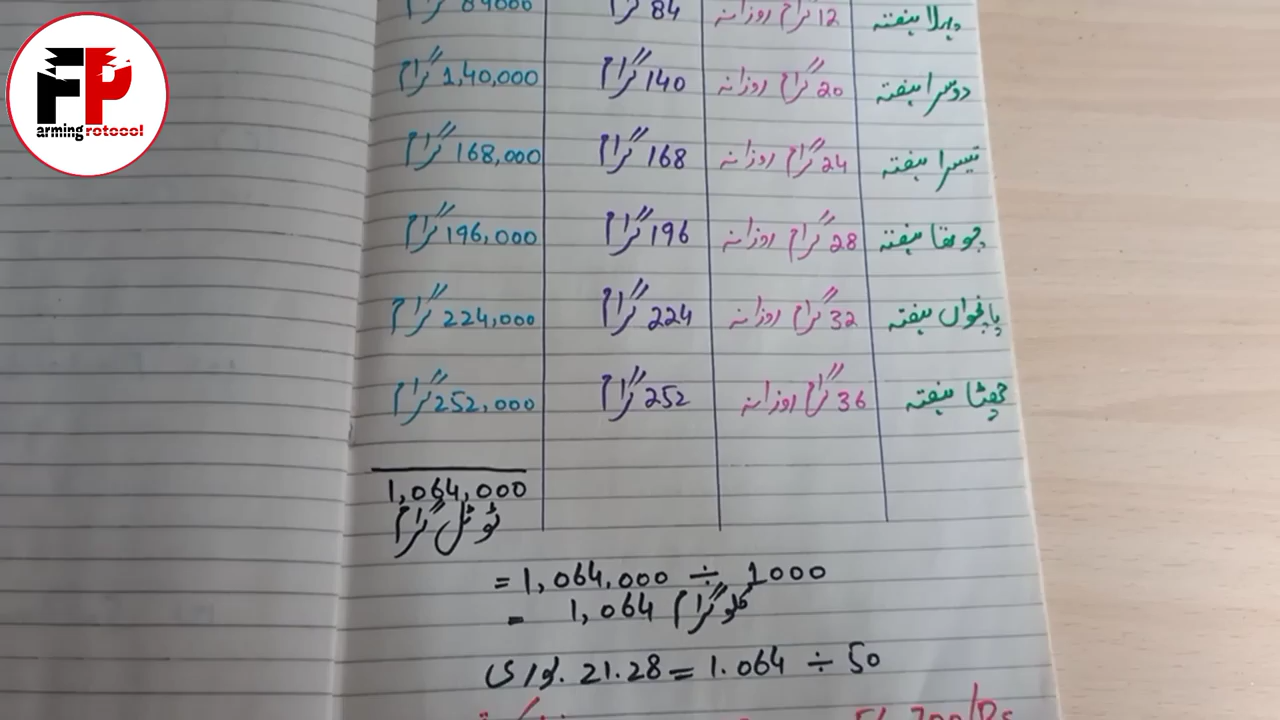 FP
arming rotocol
پہلا ہفتہ 12 گرام روزانہ 84 گرام 84000 گرام
دوسرا ہفتہ 20 گرام روزانہ 140 گرام 1,40,000 گرام
تیسرا ہفتہ 24 گرام روزانہ 168 گرام 168,000 گرام
چوتھا ہفتہ 28 گرام روزانہ 196 گرام 196,000 گرام
پانچواں ہفتہ 32 گرام روزانہ 224 گرام 224,000 گرام
چھٹا ہفتہ 36 گرام روزانہ 252 گرام 252,000 گرام
1,064,000
ٹوٹل گرام
= 1,064,000 ÷ 1000
= 1,064 کلو گرام
21.28 = 1.064 ÷ 50